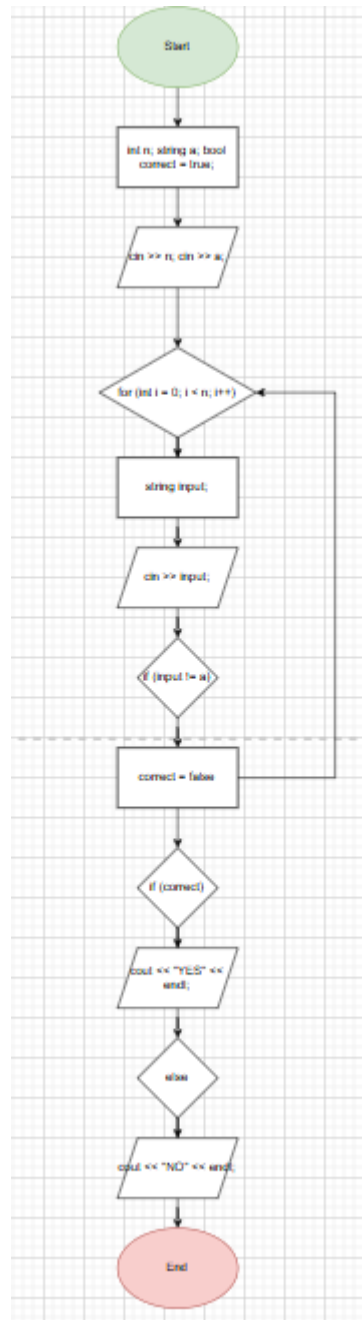 Start
int n; string a; bool
correct = true;
cin >> n; cin >> a;
for (int i = 0; i < n; i++)
string input;
cin >> input;
if (input != a)
correct = false
if (correct)
cout << "YES" <<
endl;
else
cout << "NO" << endl;
End